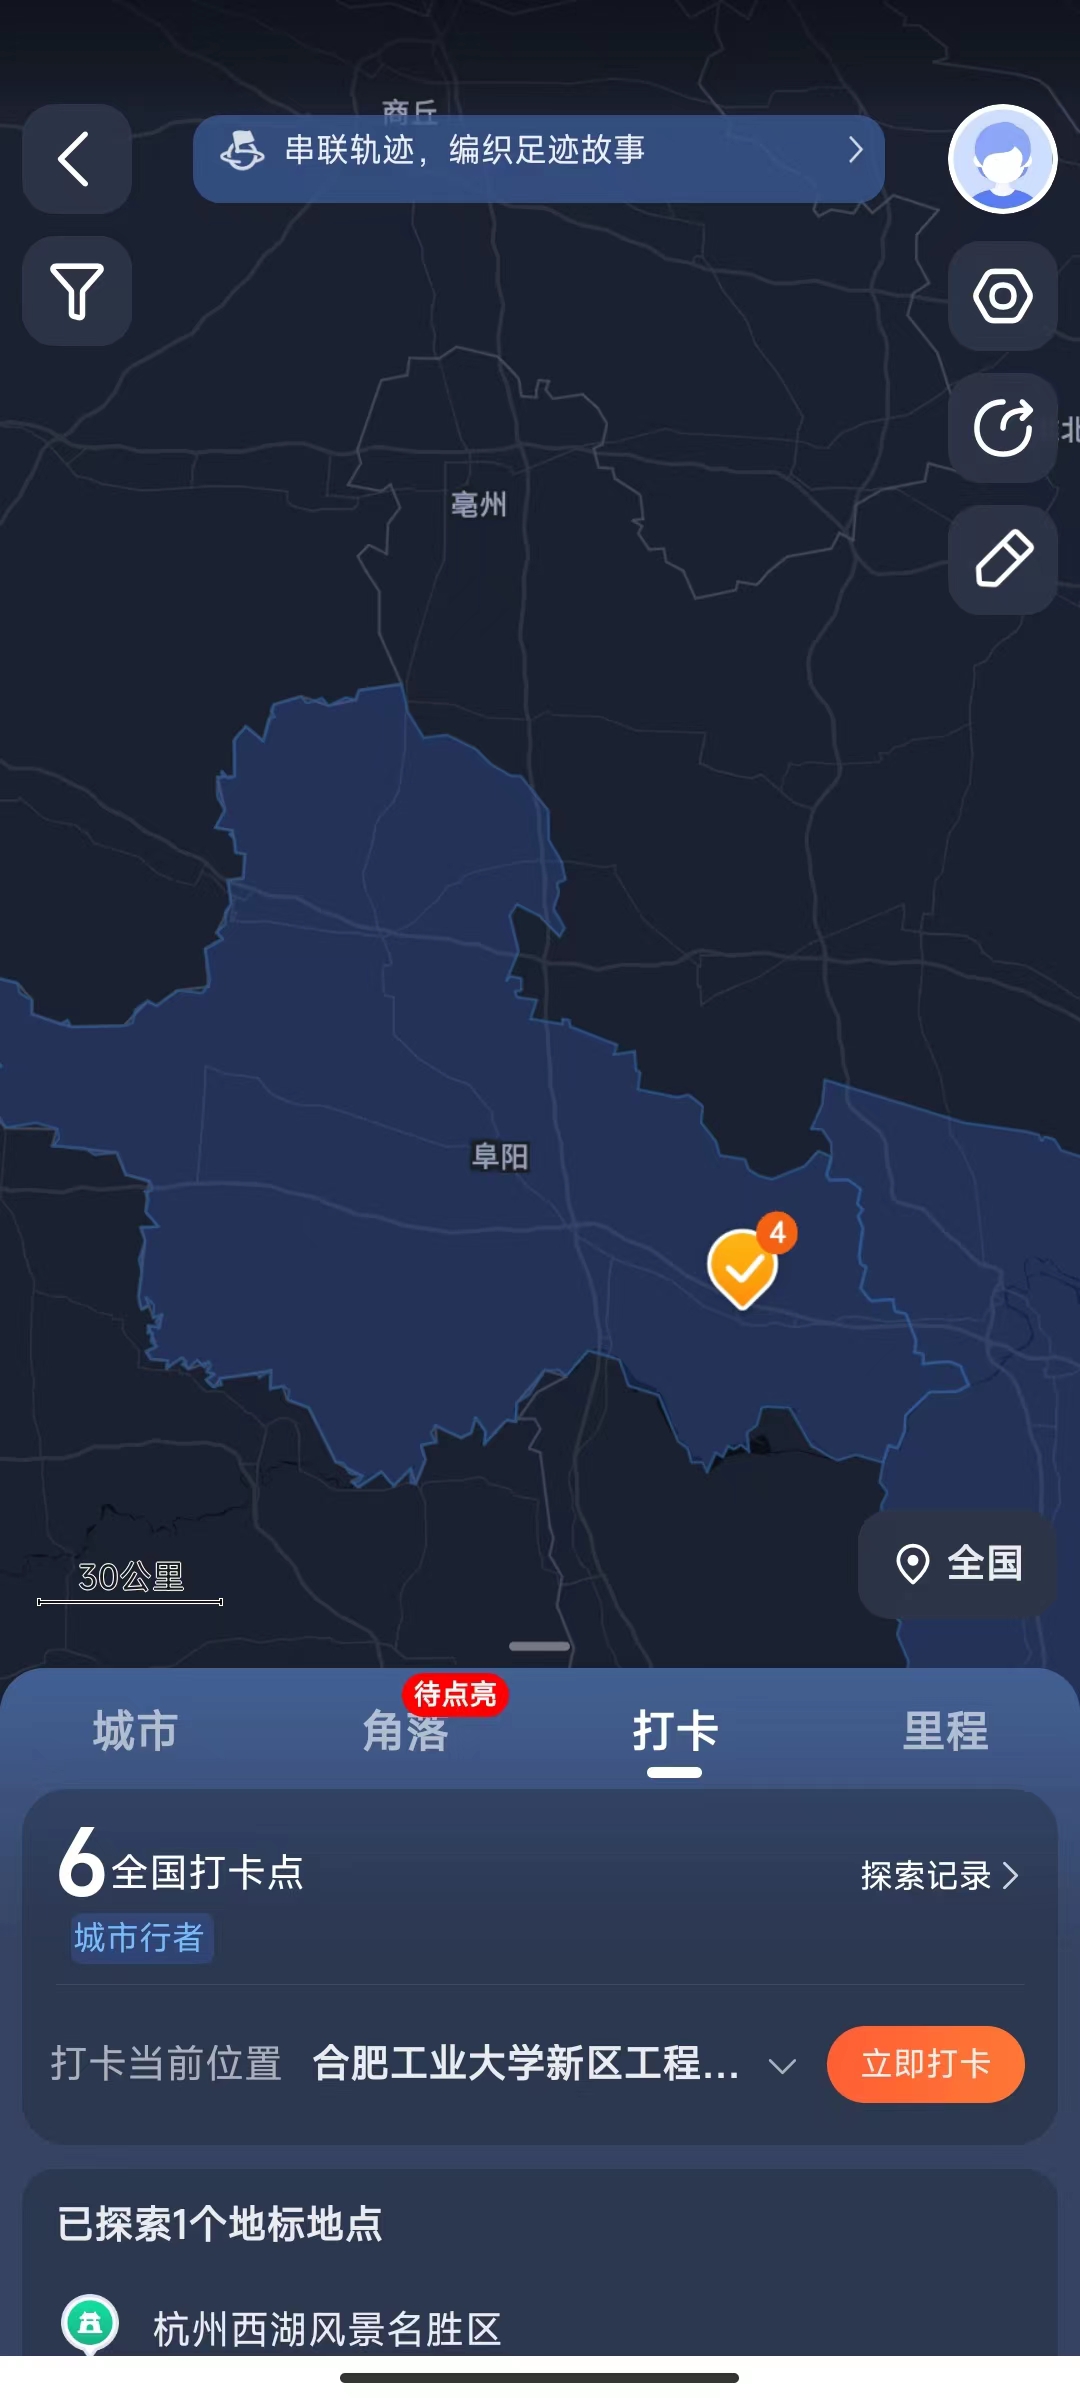 商丘
串联轨迹，编织足迹故事
北
亳州
阜阳
4
30公里
全国
待点亮
城市
角落
打卡
里程
6全国打卡点
探索记录
城市行者
打卡当前位置
合肥工业大学新区工程...
立即打卡
已探索1个地标地点
杭州西湖风景名胜区